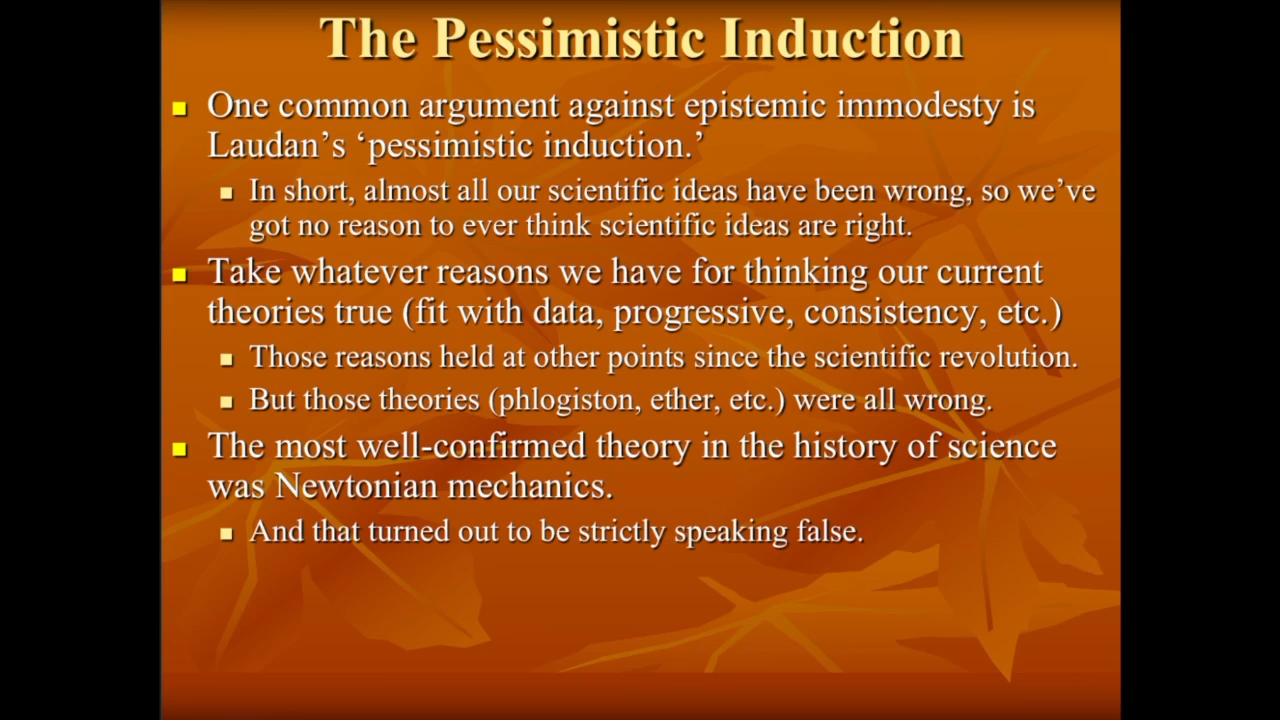 The Pessimistic Induction
One common argument against epistemic immodesty is
Laudan’s ‘pessimistic induction.’
In short, almost all our scientific ideas have been wrong, so we’ve
got no reason to ever think scientific ideas are right.
Take whatever reasons we have for thinking our current
theories true (fit with data, progressive, consistency, etc.)
Those reasons held at other points since the scientific revolution.
But those theories (phlogiston, ether, etc.) were all wrong.
The most well-confirmed theory in the history of science
was Newtonian mechanics.
And that turned out to be strictly speaking false.